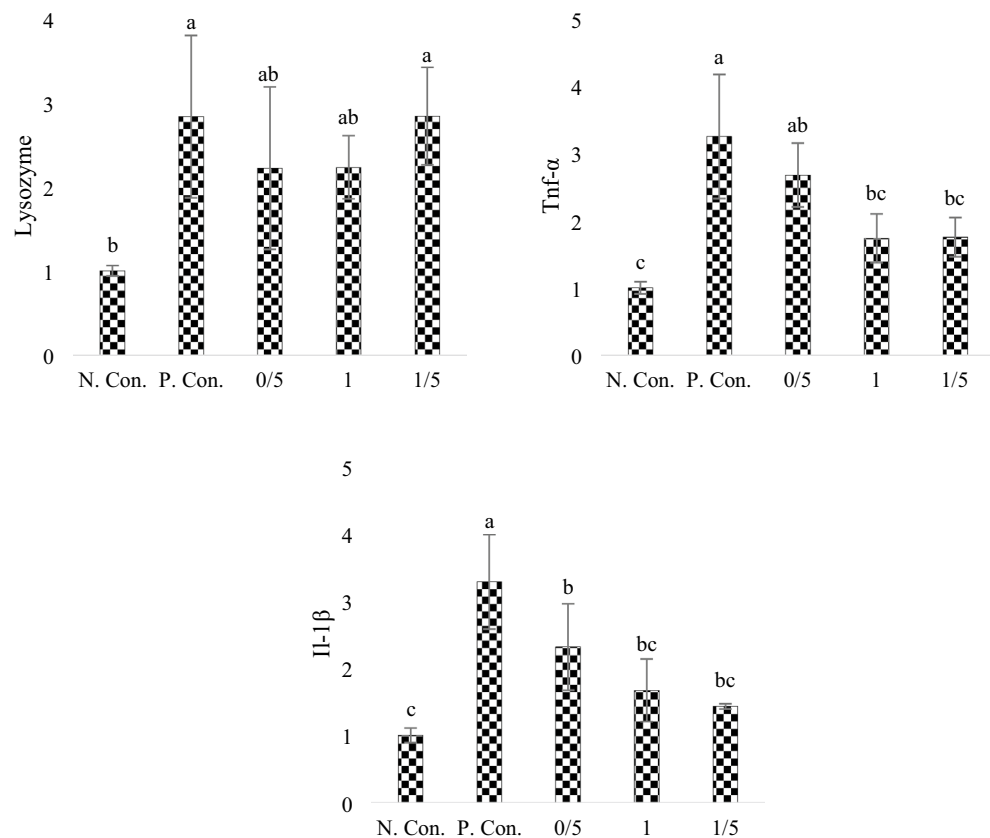 Lysozyme
4
3
2
1
0
a
ab
ab
a
b
N. Con. P. Con. 0/5 1 1/5
Tnf-α
5
4
3
2
1
0
a
ab
bc
bc
c
N. Con. P. Con. 0/5 1 1/5
Il-1β
5
4
3
2
1
0
a
b
bc
bc
c
N. Con. P. Con. 0/5 1 1/5